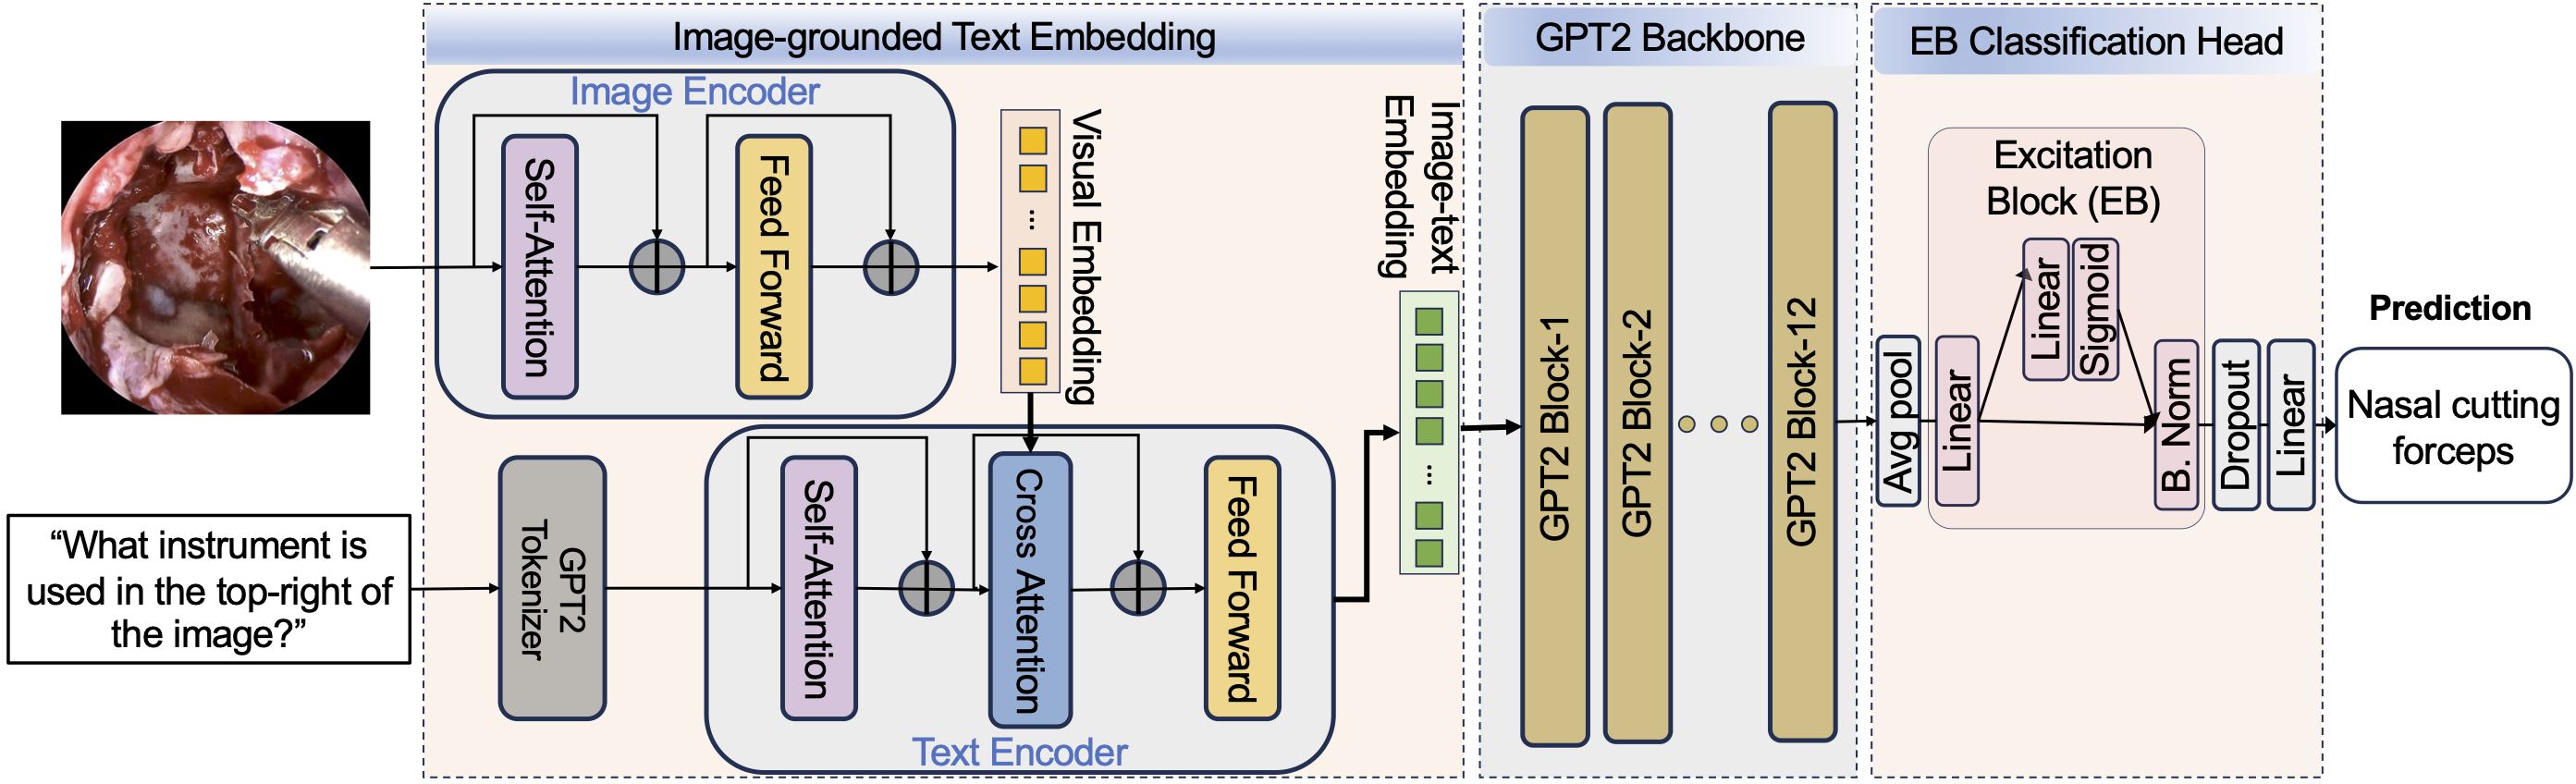 Image-grounded Text Embedding
GPT2 Backbone
EB Classification Head
Image Encoder
Self-Attention
Feed Forward
...
Visual Embedding
Image-text
Embedding
...
“What instrument is
used in the top-right of
the image?”
GPT2
Tokenizer
Self-Attention
Cross Attention
Feed Forward
Text Encoder
GPT2 Block-1
GPT2 Block-2
GPT2 Block-12
Excitation
Block (EB)
Avg pool
Linear
Linear
Sigmoid
B. Norm
Dropout
Linear
Prediction
Nasal cutting
forceps